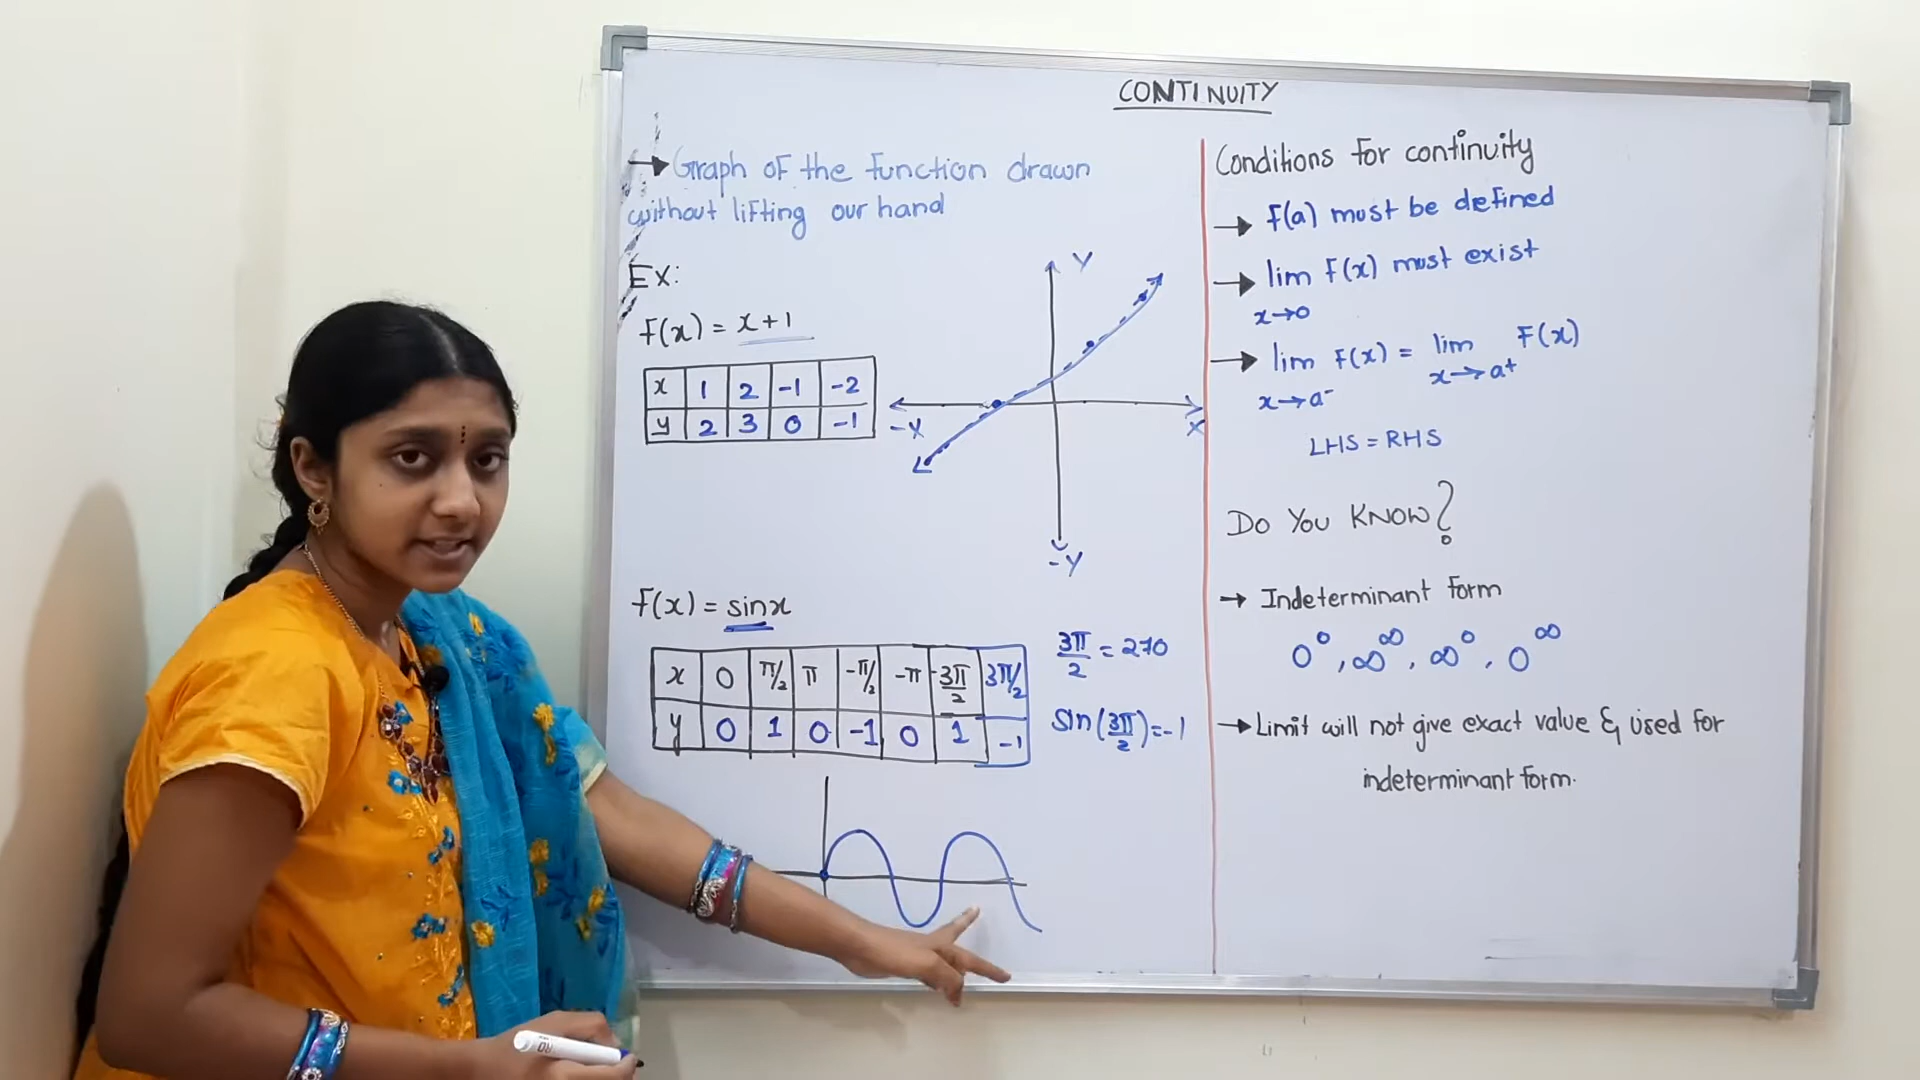 CONTINUITY
→ Graph of the function drawn
without lifting our hand
Ex:
F(x) = x+1
x 1 2 -1 -2
y 2 3 0 -1
Y
-X
X
-Y
F(x) = sinx
x 0 π/2 π -π/2 -π -3π/2 3π/2
y 0 1 0 -1 0 1 -1
3π/2 = 270
sin(3π/2) = -1
Conditions for continuity
→ F(a) must be defined
→ lim F(x) must exist
x→0
→ lim F(x) = lim F(x)
x→a⁻ x→a⁺
LHS = RHS
DO YOU KNOW?
→ Indeterminant form
0⁰, ∞^∞, ∞⁰, 0^∞
→ Limit will not give exact value & used for
indeterminant form.